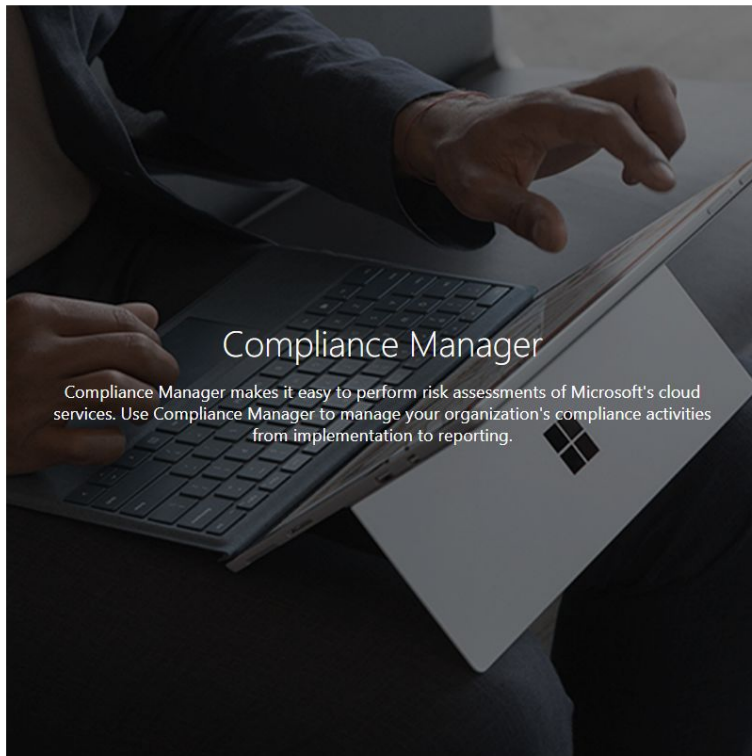 Compliance Manager
Compliance Manager makes it easy to perform risk assessments of Microsoft's cloud
services. Use Compliance Manager to manage your organization's compliance activities
from implementation to reporting.